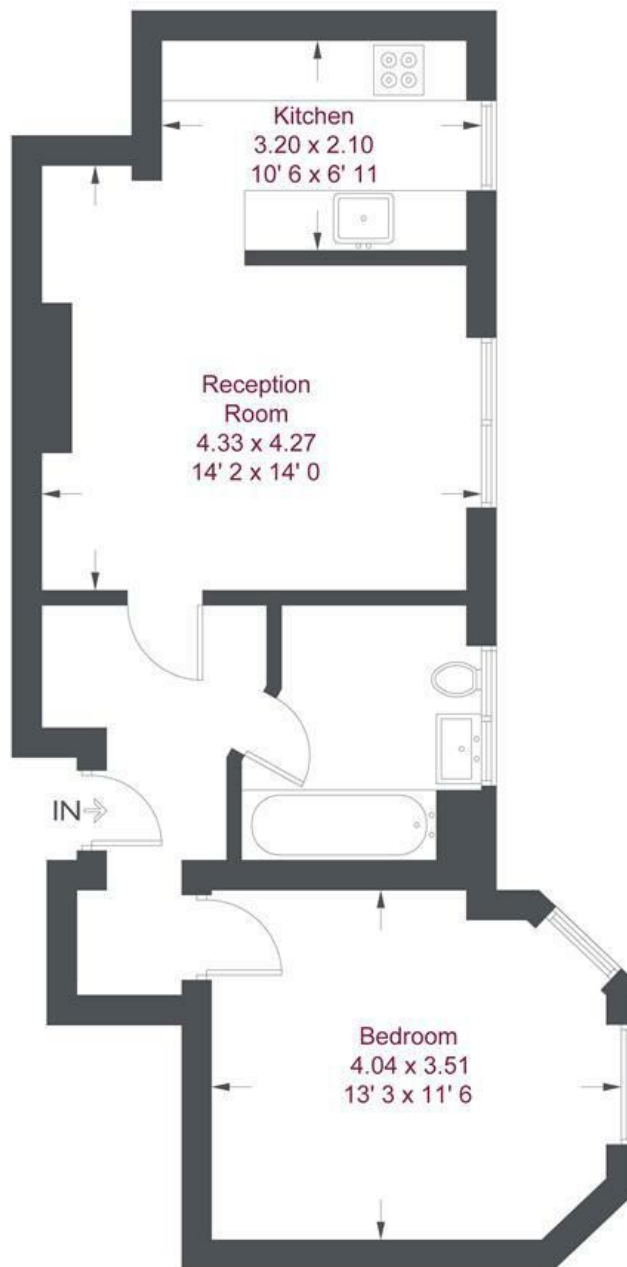 Kitchen
3.20 x 2.10
10' 6 x 6' 11
Reception
Room
4.33 x 4.27
14' 2 x 14' 0
IN
Bedroom
4.04 x 3.51
13' 3 x 11' 6